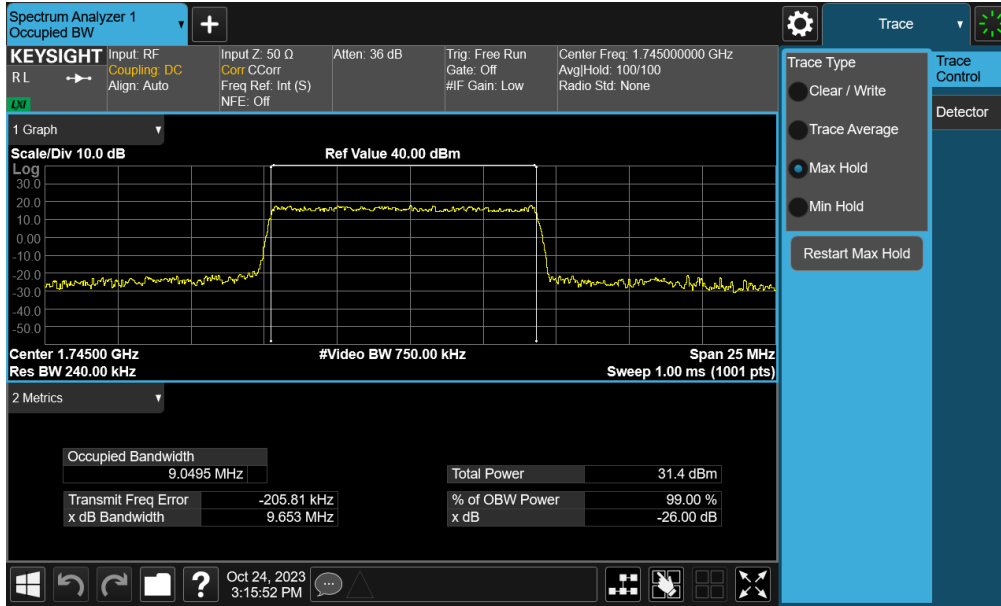 Spectrum Analyzer 1
Occupied BW
Trace
KEYSIGHT
R L
LXI
Input: RF
Coupling: DC
Align: Auto
Input Z: 50 Ω
Corr CCorr
Freq Ref: Int (S)
NFE: Off
Atten: 36 dB
Trig: Free Run
Gate: Off
#IF Gain: Low
Center Freq: 1.745000000 GHz
Avg|Hold: 100/100
Radio Std: None
Trace Type
Clear / Write
Trace Average
Max Hold
Min Hold
Restart Max Hold
Trace
Control
Detector
1 Graph
Scale/Div 10.0 dB
Ref Value 40.00 dBm
Log
30.0
20.0
10.0
0.00
-10.0
-20.0
-30.0
-40.0
-50.0
Center 1.74500 GHz
#Video BW 750.00 kHz
Span 25 MHz
Res BW 240.00 kHz
Sweep 1.00 ms (1001 pts)
2 Metrics
Occupied Bandwidth
9.0495 MHz
Total Power 31.4 dBm
Transmit Freq Error -205.81 kHz
% of OBW Power 99.00 %
x dB Bandwidth 9.653 MHz
x dB -26.00 dB
?
Oct 24, 2023
3:15:52 PM